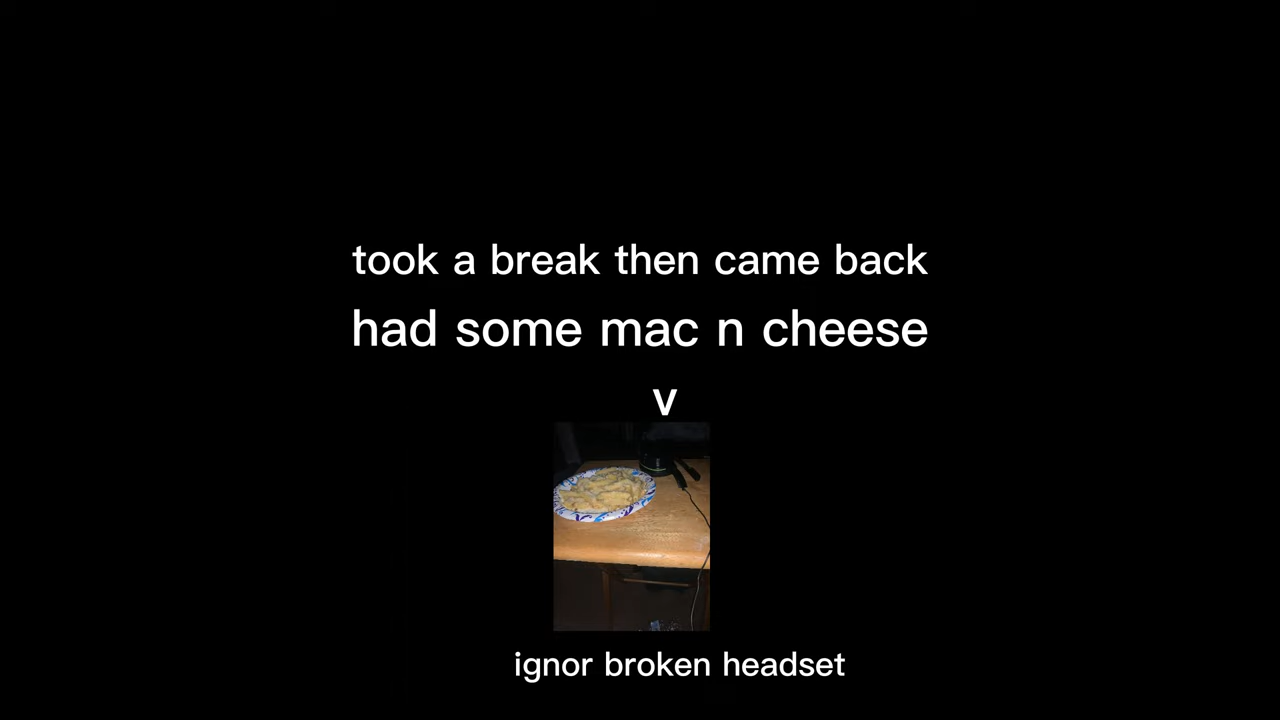 took a break then came back
had some mac n cheese
v
ignor broken headset